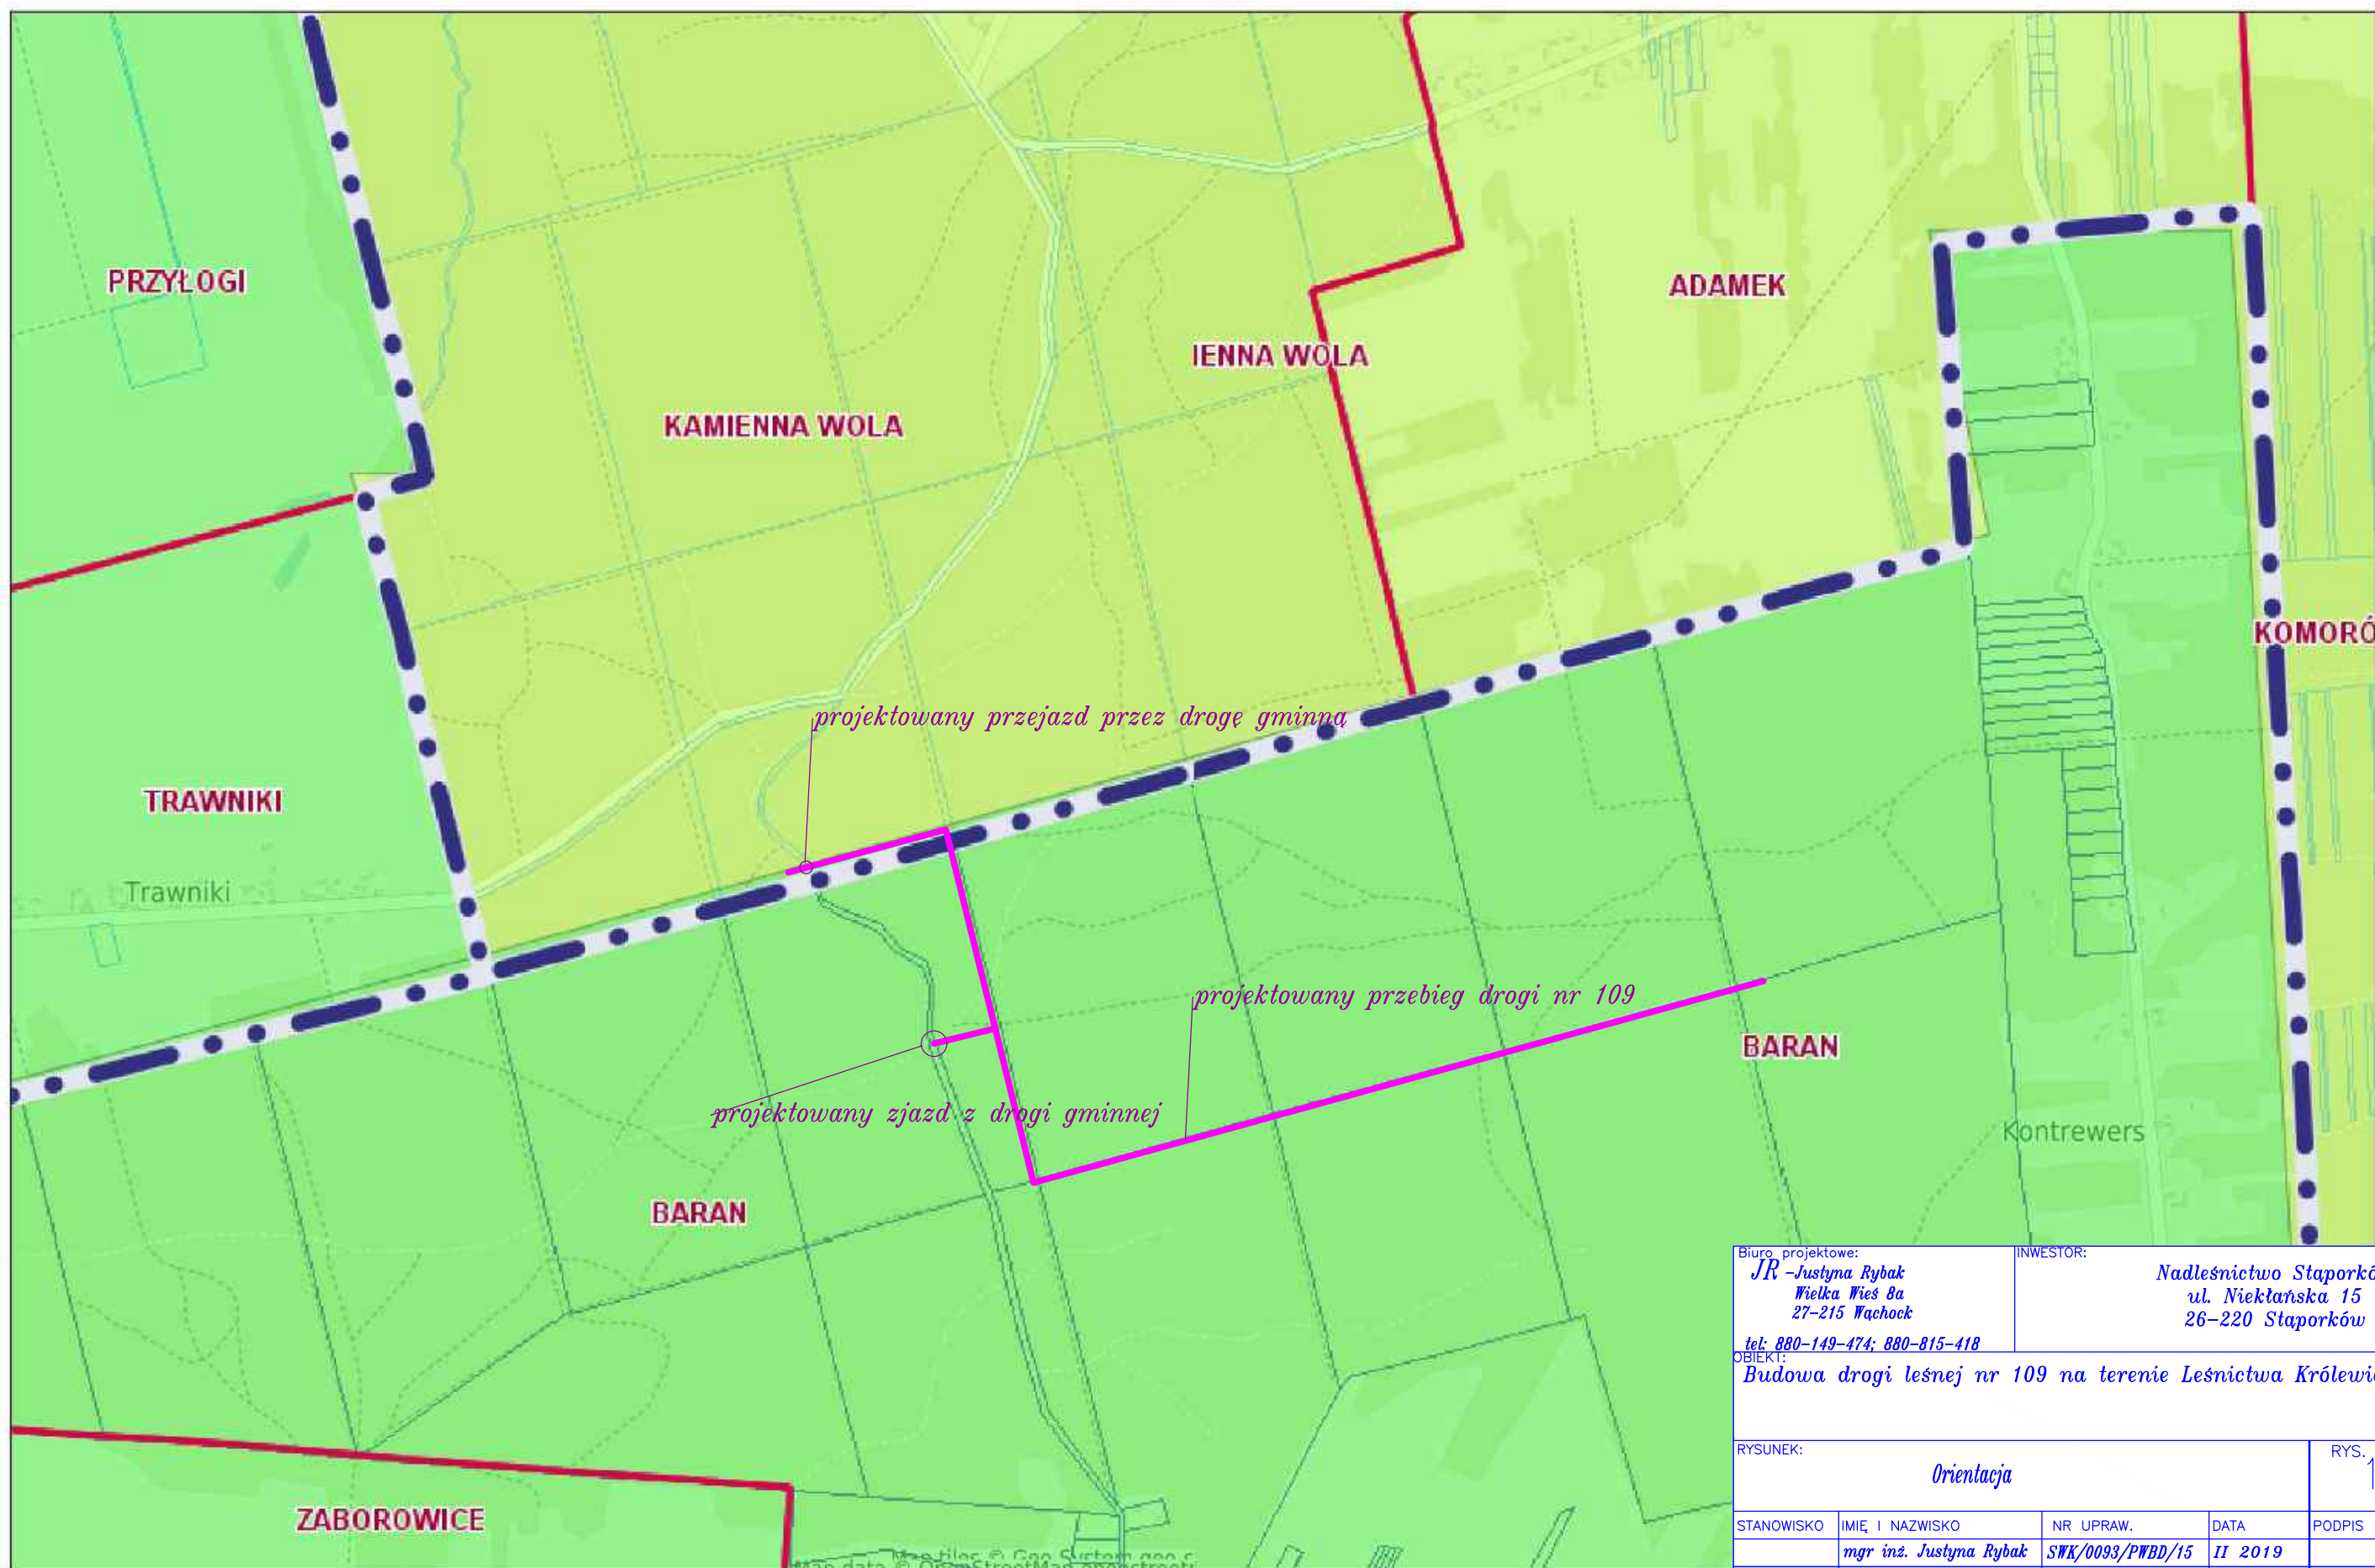 PRZYŁOGI
ADAMEK
IENNA WOLA
KAMIENNA WOLA
KOMORÓ
projektowany przejazd przez drogę gminną
TRAWNIKI
Trawniki
projektowany przebieg drogi nr 109
BARAN
projektowany zjazd z drogi gminnej
Kontrewers
BARAN
ZABOROWICE
Biuro projektowe:
JR -Justyna Rybak
Wielka Wieś 8a
27-215 Wąchock
tel: 880-149-474; 880-815-418
INWESTOR:
Nadleśnictwo Stąporkó
ul. Niekłańska 15
26-220 Stąporków
OBIEKT:
Budowa drogi leśnej nr 109 na terenie Leśnictwa Królewi
RYSUNEK:
Orientacja
RYS.
1
STANOWISKO IMIĘ I NAZWISKO NR UPRAW. DATA PODPIS
mgr inż. Justyna Rybak SWK/0093/PWBD/15 II 2019